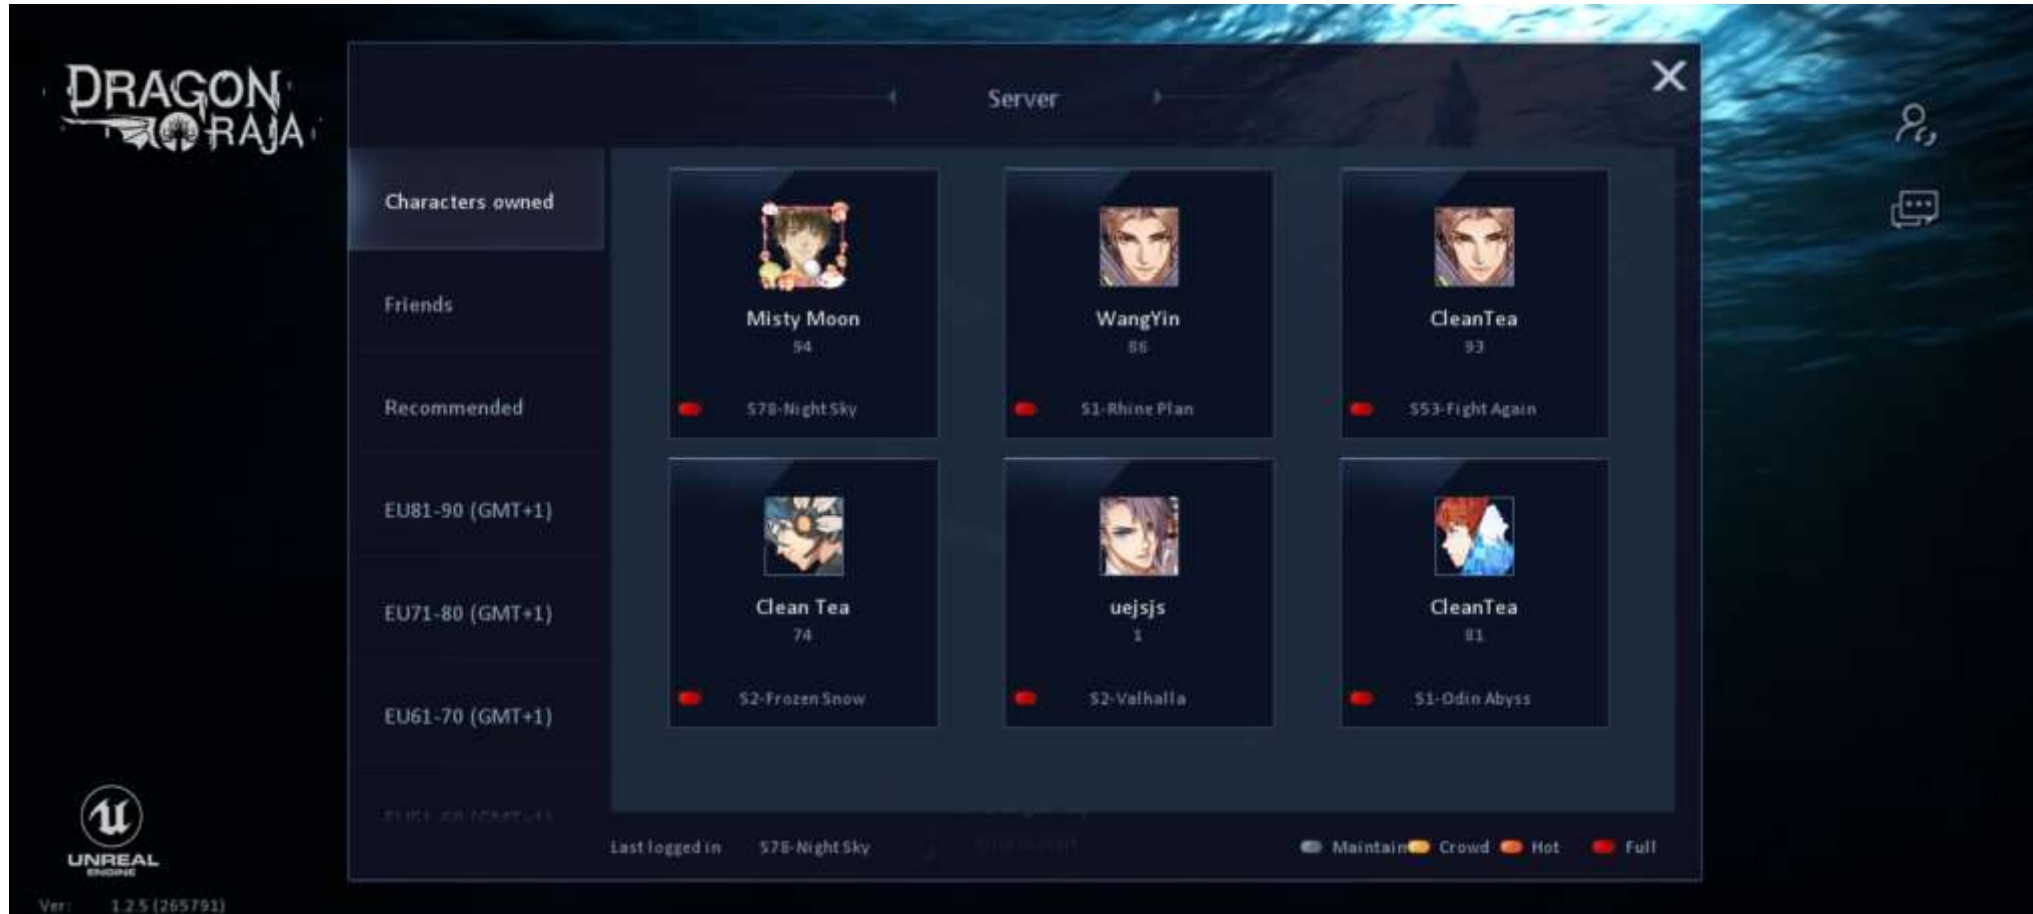 DRAGON
RAJA
Server
Characters owned
Friends
Recommended
EU81-90 (GMT+1)
EU71-80 (GMT+1)
EU61-70 (GMT+1)
Misty Moon
94
S78-Night Sky
WangYin
86
S1-Rhine Plan
CleanTea
93
S53-Fight Again
Clean Tea
74
S2-Frozen Snow
uejsjs
1
S2-Valhalla
CleanTea
81
S1-Odin Abyss
Last logged in S78-Night Sky
Maintain Crowd Hot Full
UNREAL
ENGINE
Ver: 1.2.5 (265791)